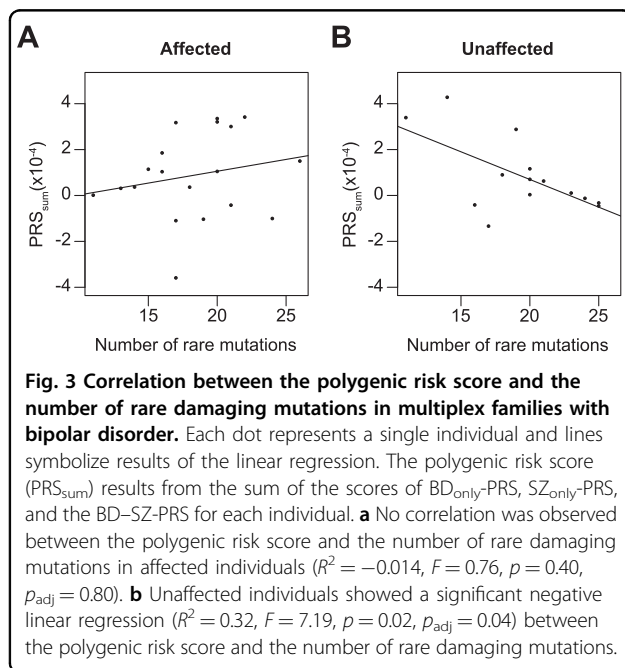 A
B
Affected
Unaffected
4
2
0
-2
-4
PRSsum(x10-4)
15 20 25
Number of rare mutations
4
2
0
-2
-4
PRSsum(x10-4)
15 20 25
Number of rare mutations
Fig. 3 Correlation between the polygenic risk score and the
number of rare damaging mutations in multiplex families with
bipolar disorder. Each dot represents a single individual and lines
symbolize results of the linear regression. The polygenic risk score
(PRSsum) results from the sum of the scores of BDonly-PRS, SZonly-PRS,
and the BD–SZ-PRS for each individual. a No correlation was observed
between the polygenic risk score and the number of rare damaging
mutations in affected individuals (R² = −0.014, F = 0.76, p = 0.40,
padj = 0.80). b Unaffected individuals showed a significant negative
linear regression (R² = 0.32, F = 7.19, p = 0.02, padj = 0.04) between
the polygenic risk score and the number of rare damaging mutations.